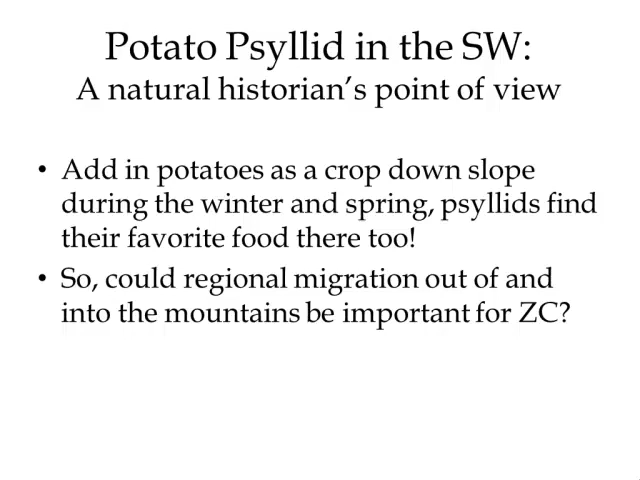 Potato Psyllid in the SW:
A natural historian's point of view
• Add in potatoes as a crop down slope
during the winter and spring, psyllids find
their favorite food there too!
• So, could regional migration out of and
into the mountains be important for ZC?